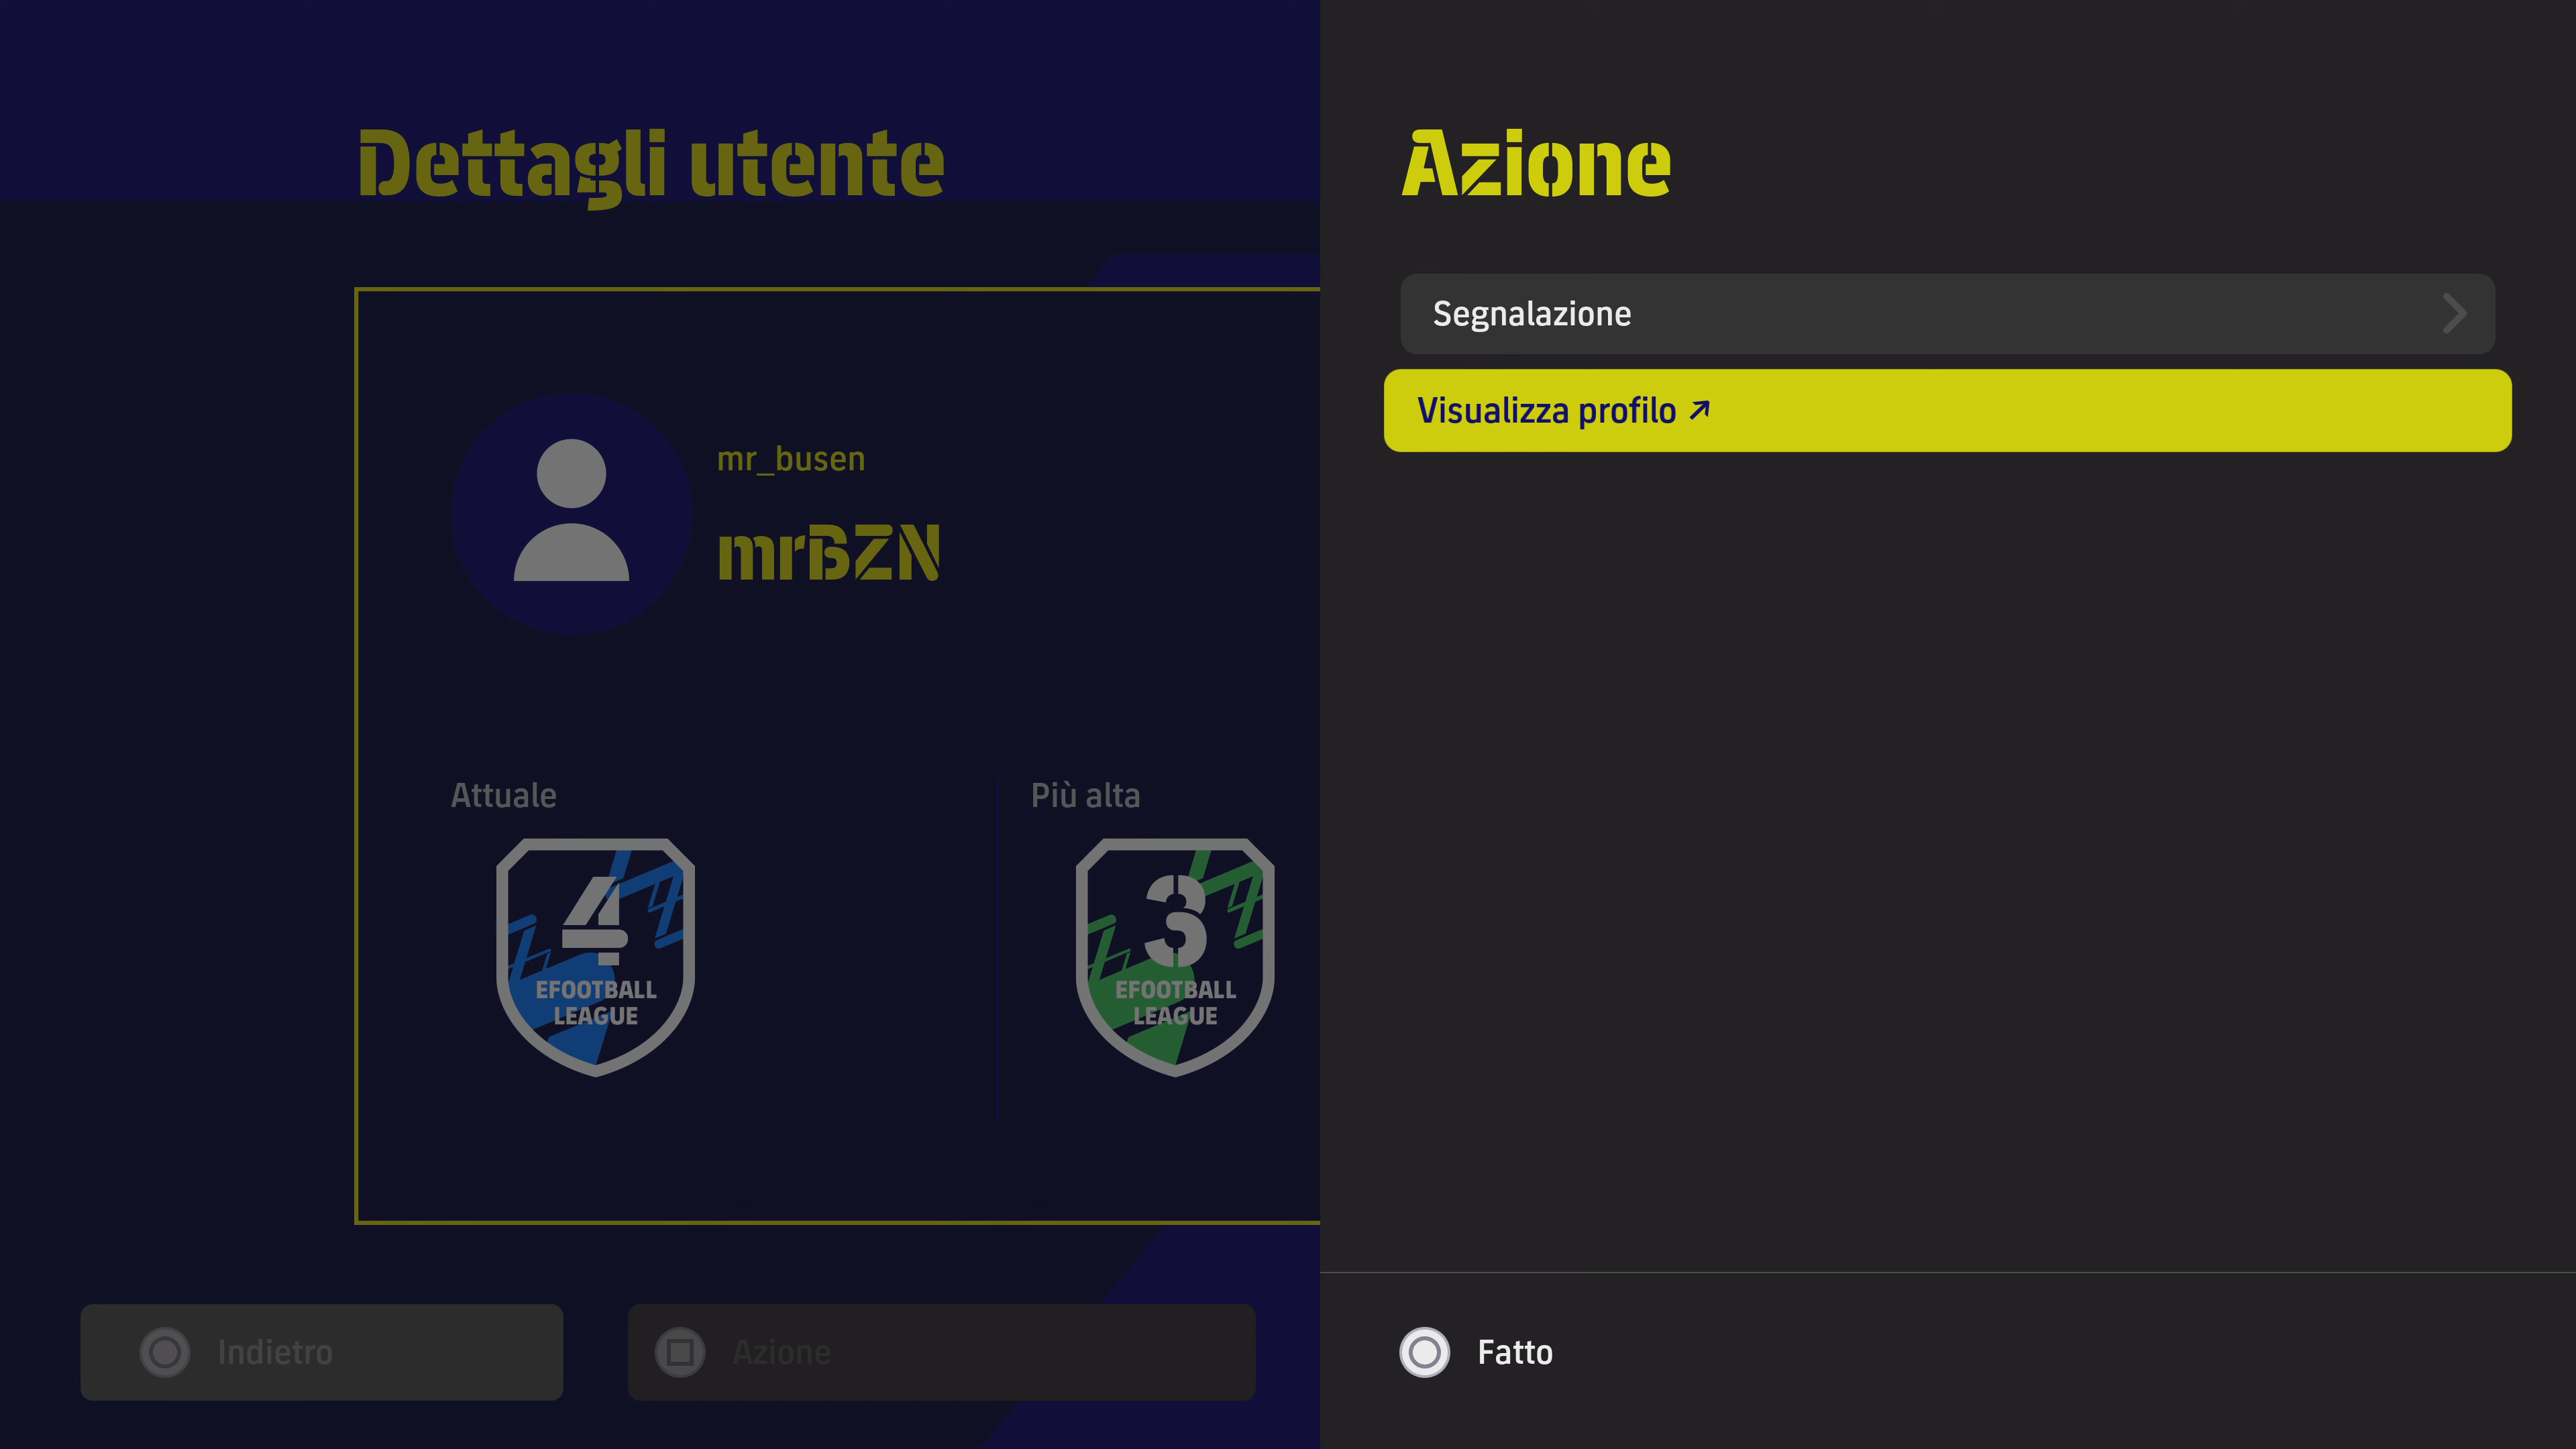 Dettagli utente
mr_busen
mrBZN
Attuale
Più alta
4
EFOOTBALL
LEAGUE
3
EFOOTBALL
LEAGUE
Indietro
Azione
Azione
Segnalazione
Visualizza profilo
Fatto